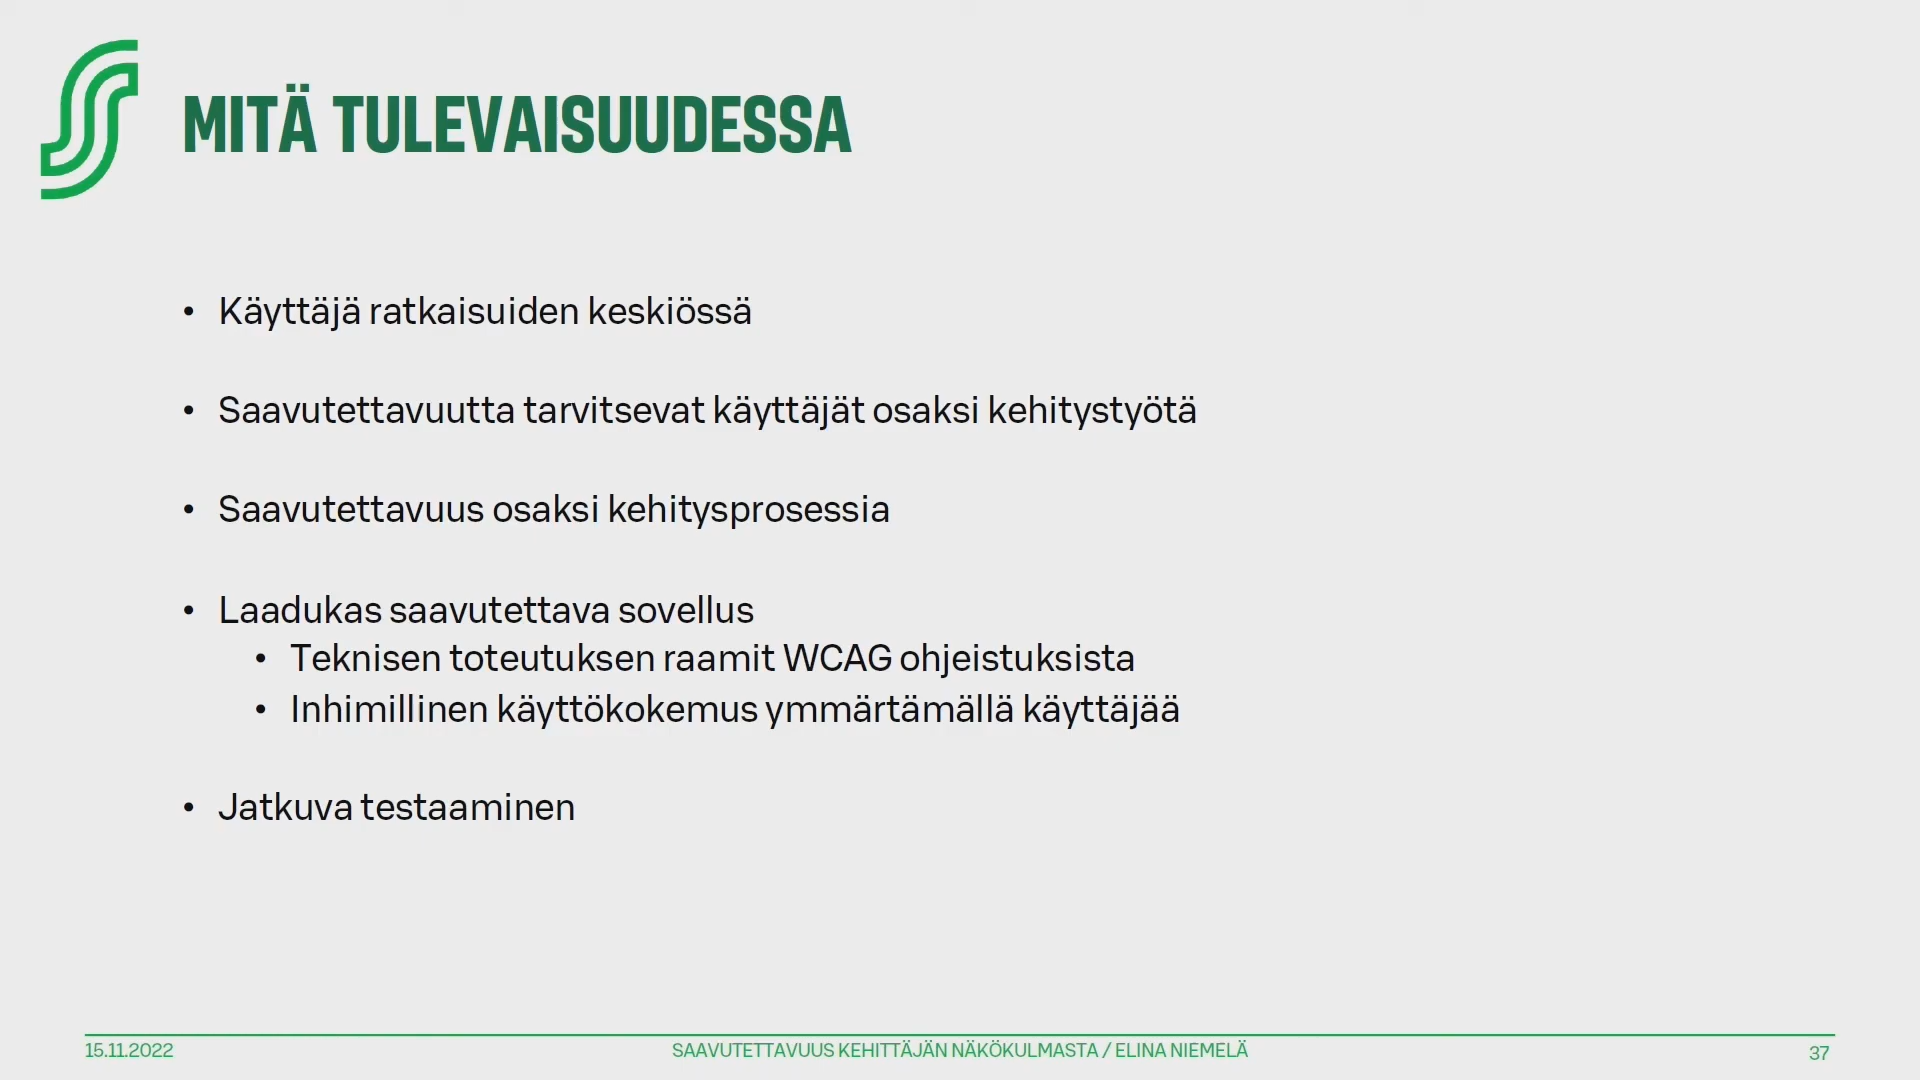 MITÄ TULEVAISUUDESSA
• Käyttäjä ratkaisuiden keskiössä
• Saavutettavuutta tarvitsevat käyttäjät osaksi kehitystyötä
• Saavutettavuus osaksi kehitysprosessia
• Laadukas saavutettava sovellus
• Teknisen toteutuksen raamit WCAG ohjeistuksista
• Inhimillinen käyttökokemus ymmärtämällä käyttäjää
• Jatkuva testaaminen
15.11.2022
SAAVUTETTAVUUS KEHITTÄJÄN NÄKÖKULMASTA / ELINA NIEMELÄ
37